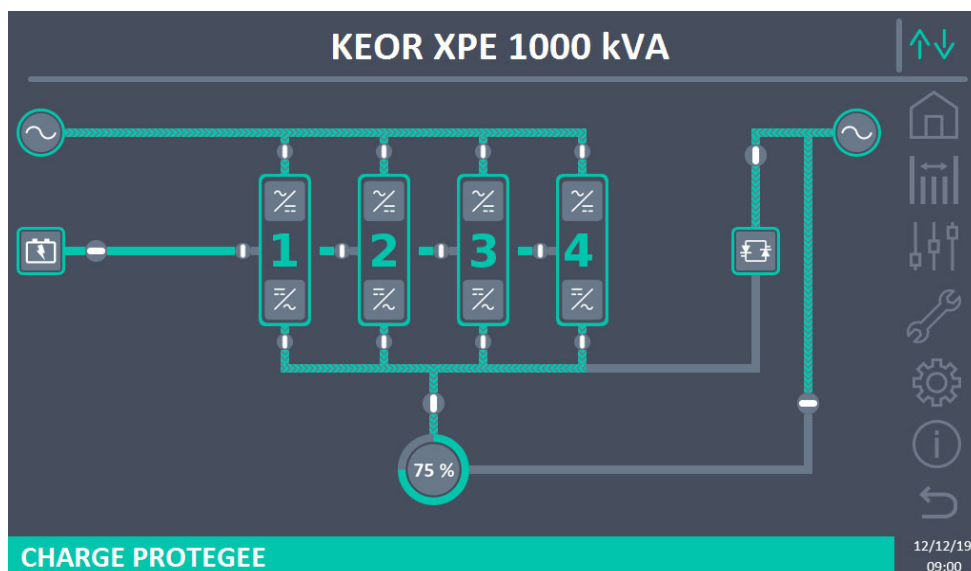 KEOR XPE 1000 kVA
1 2 3 4
75 %
CHARGE PROTEGEE
12/12/19
09:00